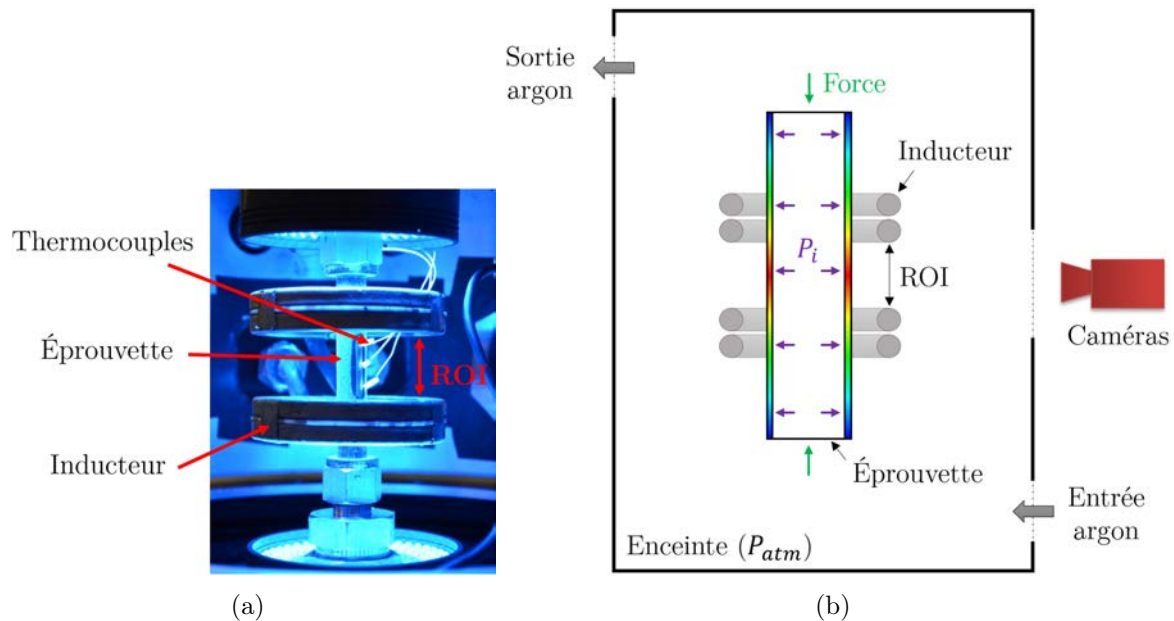 Thermocouples
Éprouvette
ROI
Inducteur
(a)
Sortie
argon
Force
Inducteur
P_i
ROI
Caméras
Éprouvette
Entrée
argon
Enceinte (P_atm)
(b)